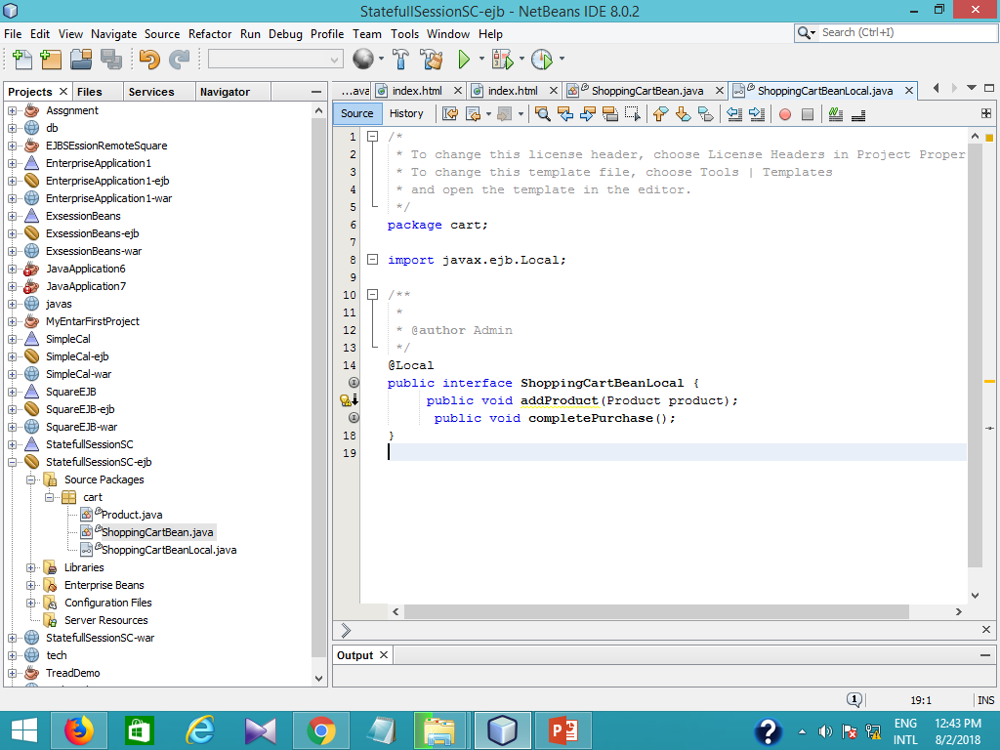 StatefullSessionSC-ejb - NetBeans IDE 8.0.2
File Edit View Navigate Source Refactor Run Debug Profile Team Tools Window Help
Search (Ctrl+I)
Projects Files Services Navigator
...ava index.html index.html ShoppingCartBean.java ShoppingCartBeanLocal.java
Source History
Assgnment
db
EJBSEssionRemoteSquare
EnterpriseApplication1
EnterpriseApplication1-ejb
EnterpriseApplication1-war
ExsessionBeans
ExsessionBeans-ejb
ExsessionBeans-war
JavaApplication6
JavaApplication7
javas
MyEntarFirstProject
SimpleCal
SimpleCal-ejb
SimpleCal-war
SquareEJB
SquareEJB-ejb
SquareEJB-war
StatefullSessionSC
StatefullSessionSC-ejb
Source Packages
cart
Product.java
ShoppingCartBean.java
ShoppingCartBeanLocal.java
Libraries
Enterprise Beans
Configuration Files
Server Resources
StatefullSessionSC-war
tech
TreadDemo
1 /*
2 * To change this license header, choose License Headers in Project Proper
3 * To change this template file, choose Tools | Templates
4 * and open the template in the editor.
5 */
6 package cart;
7
8 import javax.ejb.Local;
9
10 /**
11 *
12 * @author Admin
13 */
14 @Local
public interface ShoppingCartBeanLocal {
public void addProduct(Product product);
public void completePurchase();
18 }
19
Output
1 19:1 INS
ENG 12:43 PM
INTL 8/2/2018